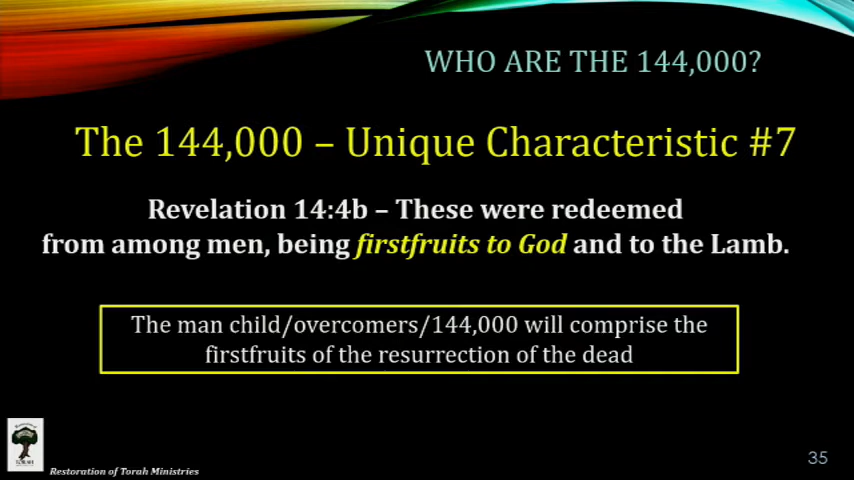 WHO ARE THE 144,000?
The 144,000 – Unique Characteristic #7
Revelation 14:4b – These were redeemed
from among men, being firstfruits to God and to the Lamb.
The man child/overcomers/144,000 will comprise the
firstfruits of the resurrection of the dead
TORAH
Restoration of Torah Ministries
35